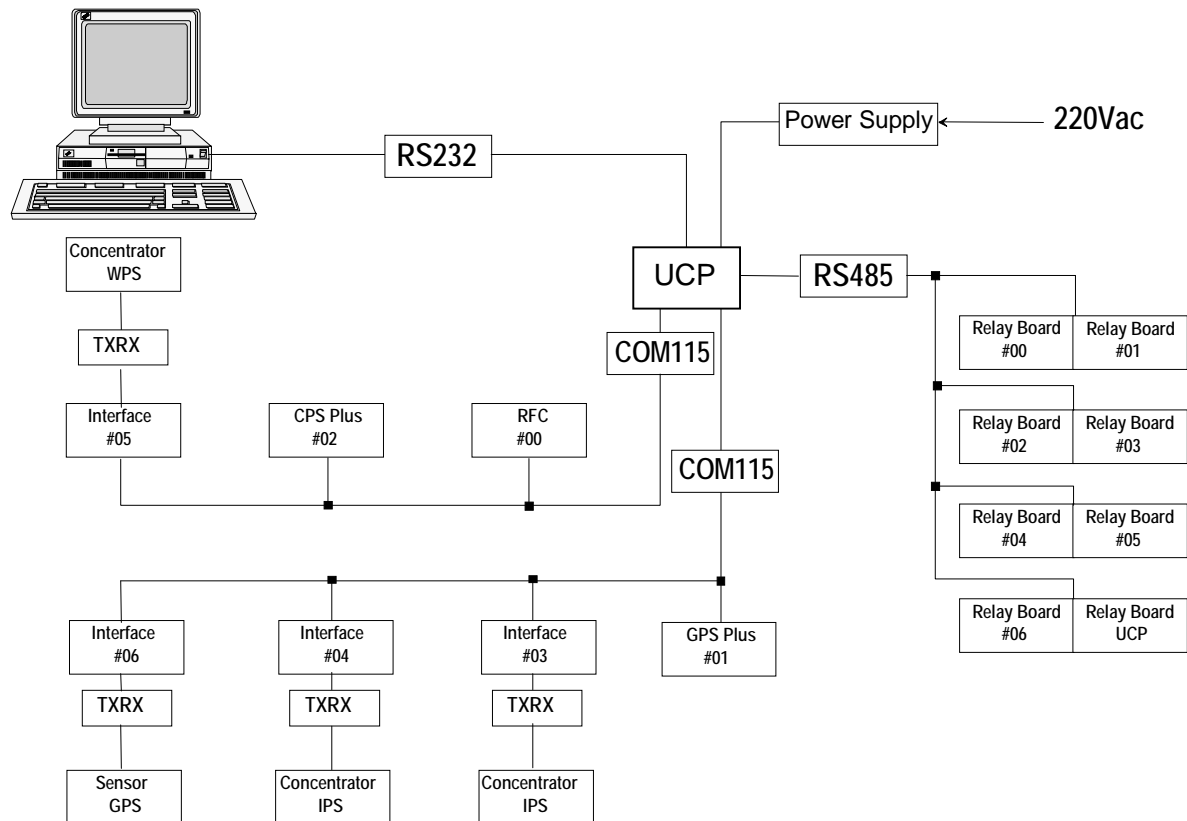 Power Supply
220Vac
RS232
Concentrator
WPS
UCP
RS485
TXRX
COM115
Relay Board
#00
Relay Board
#01
Interface
#05
CPS Plus
#02
RFC
#00
Relay Board
#02
Relay Board
#03
COM115
Relay Board
#04
Relay Board
#05
Interface
#06
Interface
#04
Interface
#03
GPS Plus
#01
Relay Board
#06
Relay Board
UCP
TXRX
TXRX
TXRX
Sensor
GPS
Concentrator
IPS
Concentrator
IPS